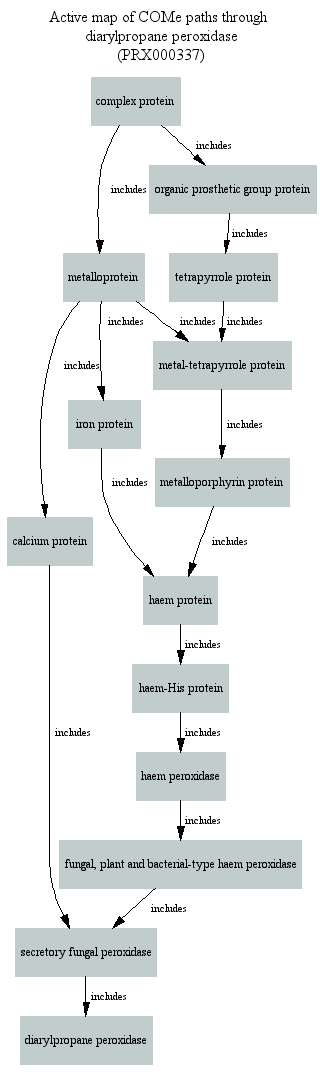 Active map of COMe paths through
diarylpropane peroxidase
(PRX000337)
complex protein
includes
includes
organic prosthetic group protein
includes
metalloprotein
tetrapyrrole protein
includes
includes
includes
includes
metal-tetrapyrrole protein
iron protein
includes
includes
metalloporphyrin protein
calcium protein
includes
haem protein
includes
haem-His protein
includes
includes
haem peroxidase
includes
fungal, plant and bacterial-type haem peroxidase
includes
secretory fungal peroxidase
includes
diarylpropane peroxidase